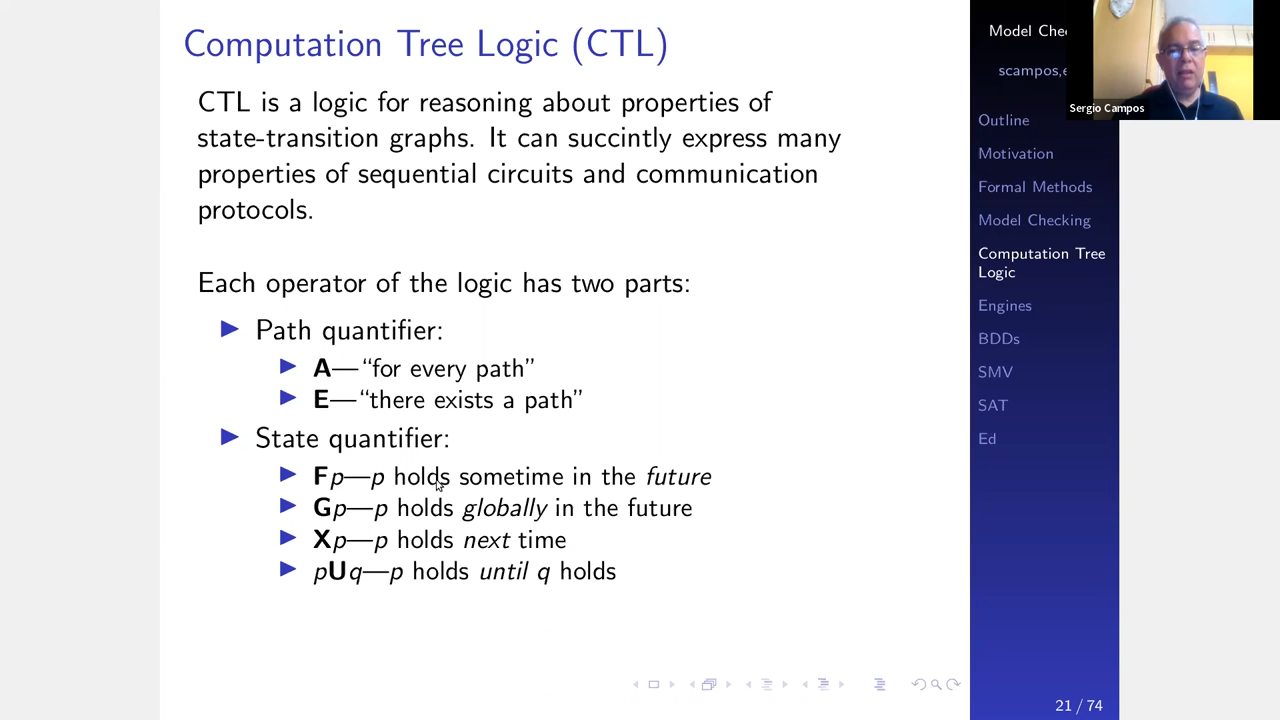 Computation Tree Logic (CTL)
CTL is a logic for reasoning about properties of
state-transition graphs. It can succintly express many
properties of sequential circuits and communication
protocols.
Each operator of the logic has two parts:
Path quantifier:
A—“for every path”
E—“there exists a path”
State quantifier:
Fp—p holds sometime in the future
Gp—p holds globally in the future
Xp—p holds next time
pUq—p holds until q holds
Model Che
scampos,e
Sergio Campos
Outline
Motivation
Formal Methods
Model Checking
Computation Tree
Logic
Engines
BDDs
SMV
SAT
Ed
21 / 74